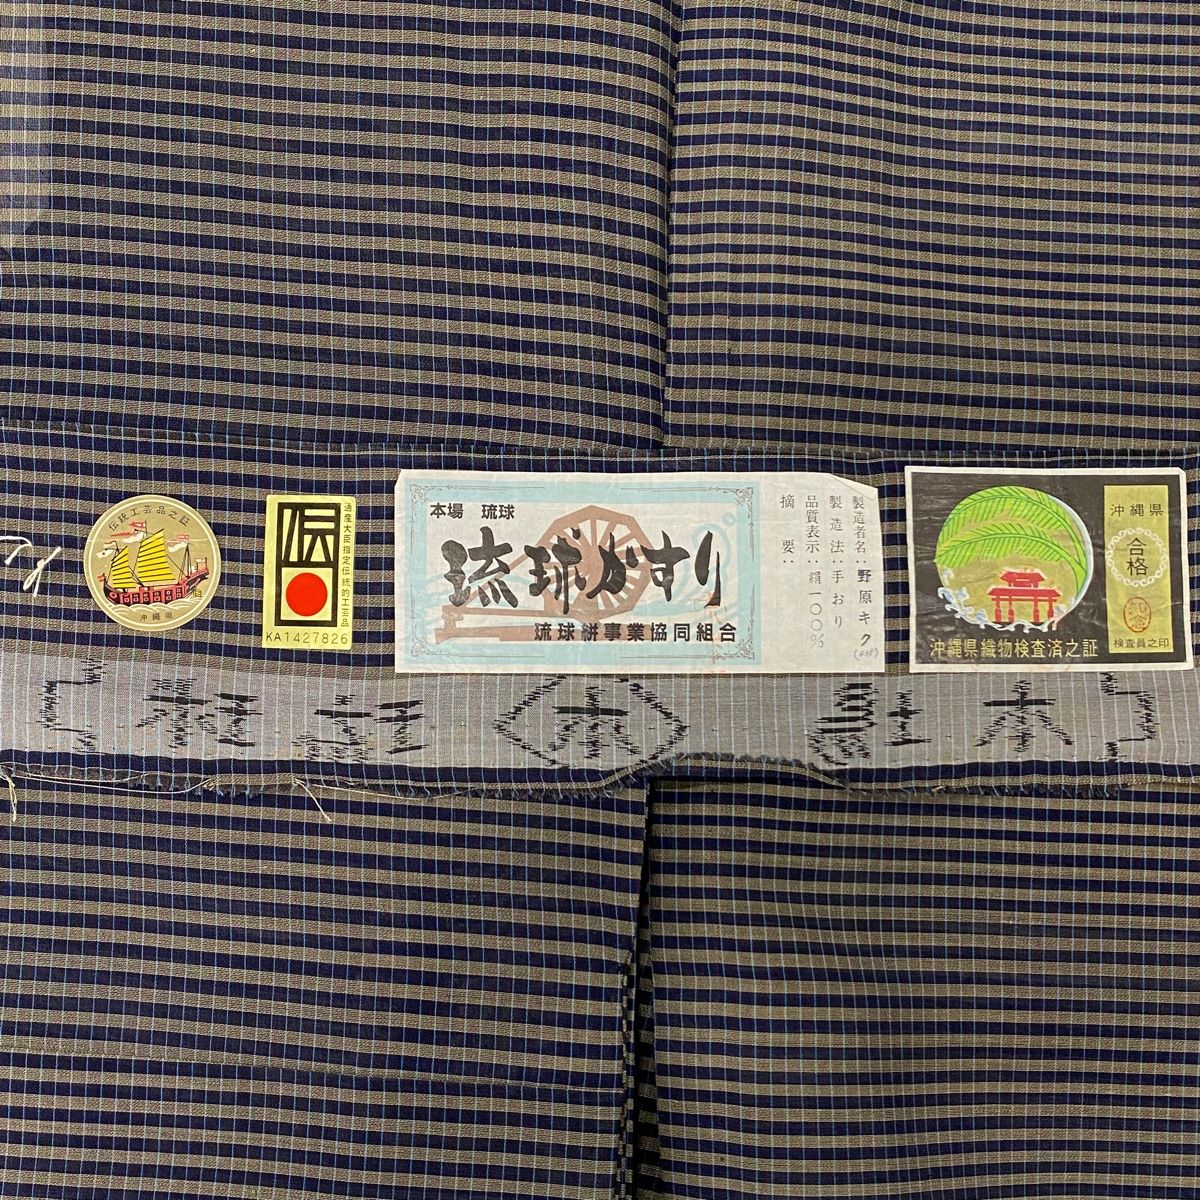 伝統工芸品之証
沖縄県
伝
通産大臣指定伝統的工芸品
KA1427826
本場 琉球
琉球かすり
琉球絣事業協同組合
製造者名：野原キク
製造法：手おり
品質表示：絹一〇〇%
摘要：
沖縄県
合格
検査員之印
沖縄県織物検査済之証
本